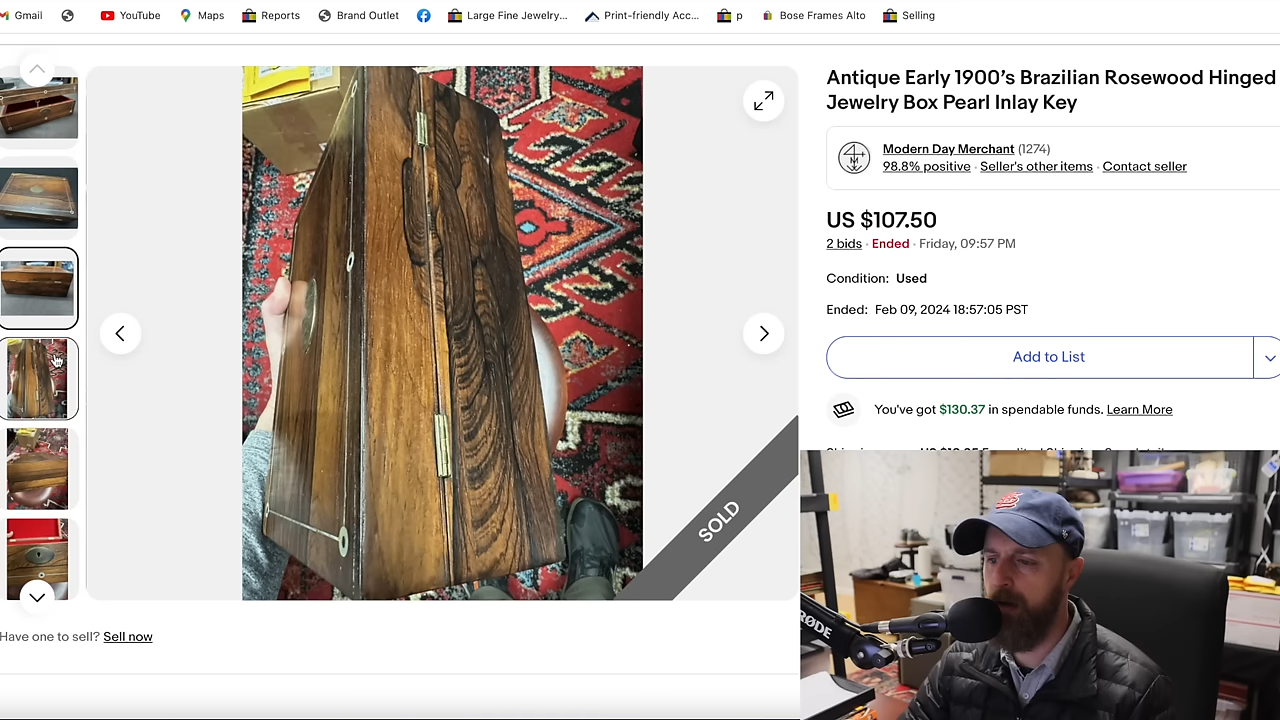 Gmail
YouTube
Maps
Reports
Brand Outlet
Large Fine Jewelry...
Print-friendly Acc...
p
Bose Frames Alto
Selling
Antique Early 1900's Brazilian Rosewood Hinged
Jewelry Box Pearl Inlay Key
M
Modern Day Merchant (1274)
98.8% positive · Seller's other items · Contact seller
US $107.50
2 bids · Ended · Friday, 09:57 PM
Condition: Used
Ended: Feb 09, 2024 18:57:05 PST
Add to List
You've got $130.37 in spendable funds. Learn More
SOLD
Have one to sell? Sell now
RØDE